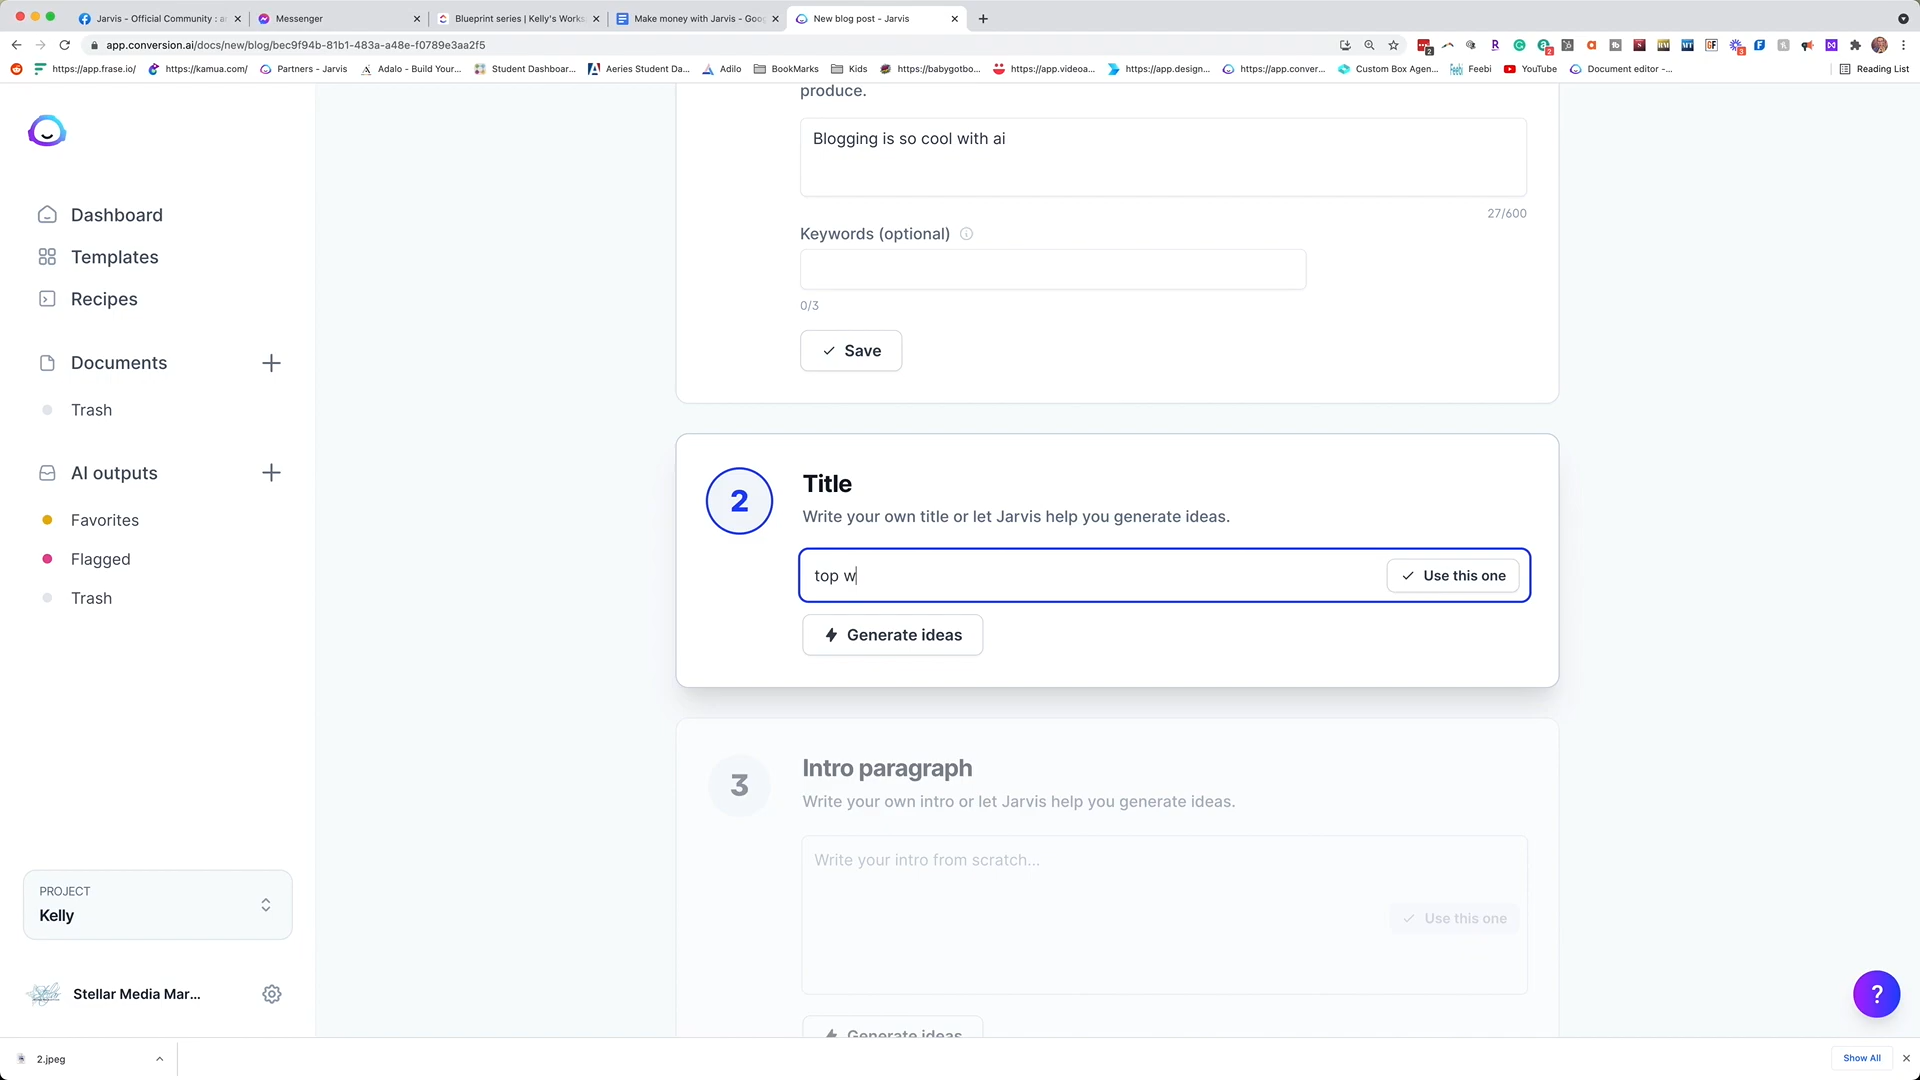 Jarvis - Official Community : a
Messenger
Blueprint series | Kelly's Works
Make money with Jarvis - Goog
New blog post - Jarvis
app.conversion.ai/docs/new/blog/bec9f94b-81b1-483a-a48e-f0789e3aa2f5
https://app.frase.io/
https://kamua.com/
Partners - Jarvis
Adalo - Build Your...
Student Dashboar...
Aeries Student Da...
Adilo
BookMarks
Kids
https://babygotbo...
https://app.videoa...
https://app.design...
https://app.conver...
Custom Box Agen...
Feebi
YouTube
Document editor -...
Reading List
produce.
Blogging is so cool with ai
27/600
Keywords (optional)
0/3
Save
Dashboard
Templates
Recipes
Documents
Trash
AI outputs
Favorites
Flagged
Trash
2
Title
Write your own title or let Jarvis help you generate ideas.
top w
Use this one
Generate ideas
3
Intro paragraph
Write your own intro or let Jarvis help you generate ideas.
Write your intro from scratch...
Use this one
Generate ideas
PROJECT
Kelly
Stellar Media Mar...
?
2.jpeg
Show All